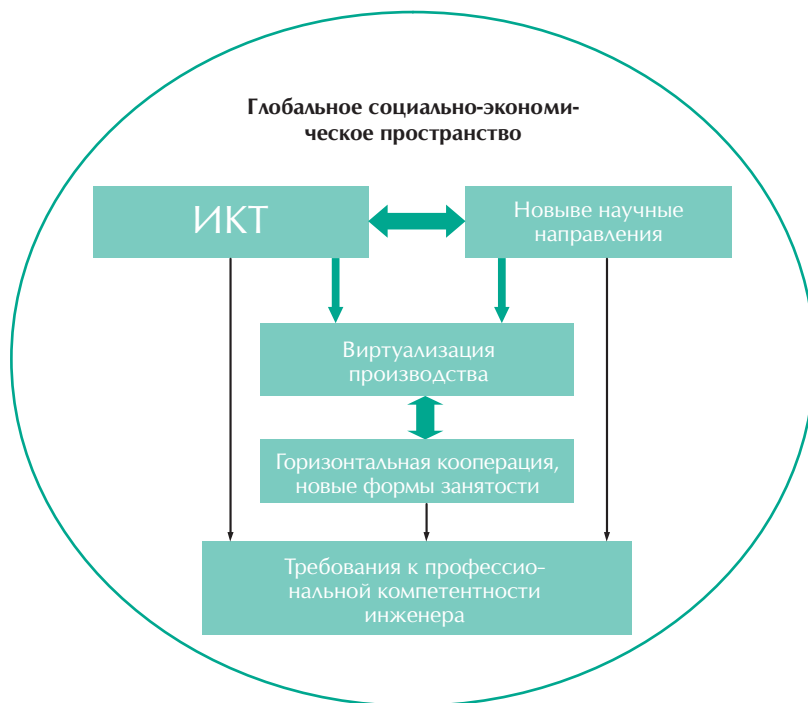 Глобальное социально-экономи-
ческое пространство
ИКТ
Новыве научные
направления
Виртуализация
производства
Горизонтальная кооперация,
новые формы занятости
Требования к профессио-
нальной компетентности
инженера